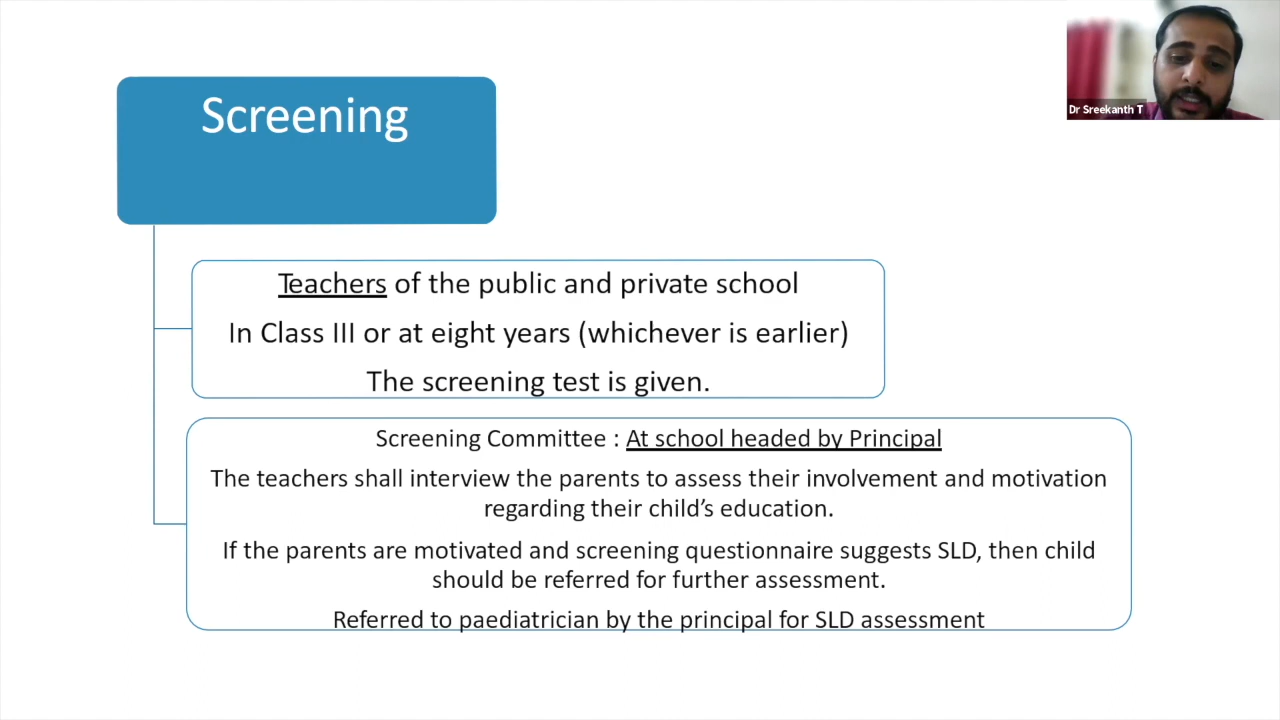 Screening
Dr Sreekanth T
Teachers of the public and private school
In Class III or at eight years (whichever is earlier)
The screening test is given.
Screening Committee : At school headed by Principal
The teachers shall interview the parents to assess their involvement and motivation
regarding their child’s education.
If the parents are motivated and screening questionnaire suggests SLD, then child
should be referred for further assessment.
Referred to paediatrician by the principal for SLD assessment